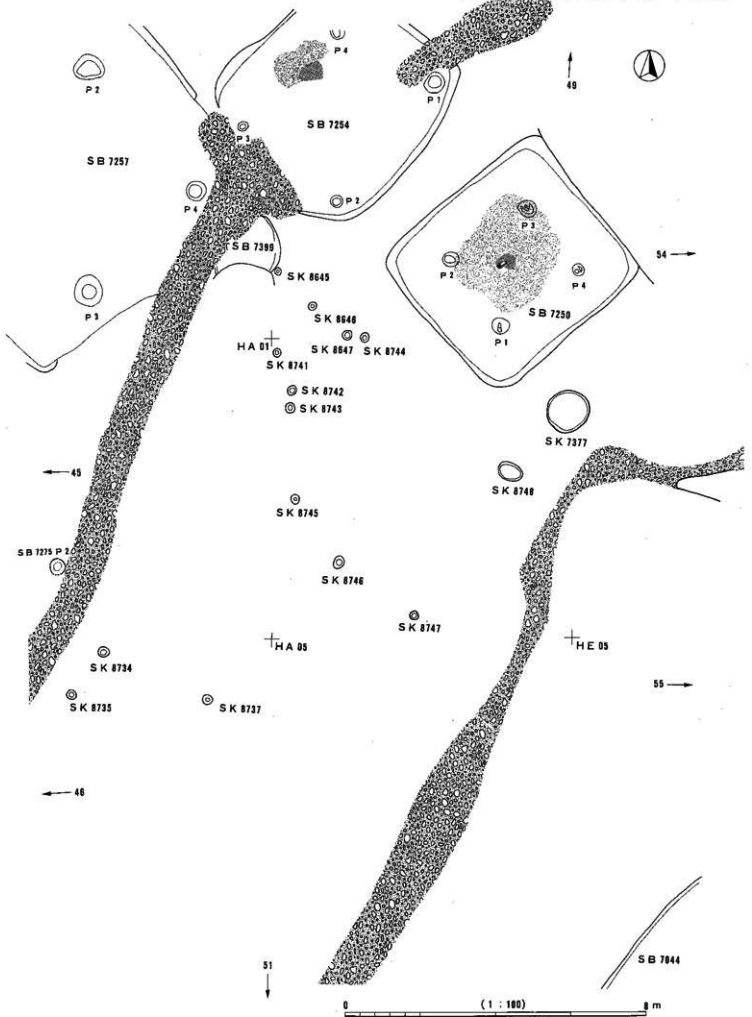 P 4
49
P 2
P 1
SB 7254
P 3
SB 7257
P 4
P 2
P 3
SB 7399
54
P 2
SK 8645
P 4
P 3
SK 8646
SB 7250
HA 01
SK 8647
SK 8744
P 1
SK 8741
SK 8742
SK 8743
SK 7377
45
SK 8748
SK 8745
SB 7275 P 2
SK 8746
SK 8747
HA 05
HE 05
SK 8734
55
SK 8735
SK 8737
46
SB 7044
51
0
(1 : 100)
8 m